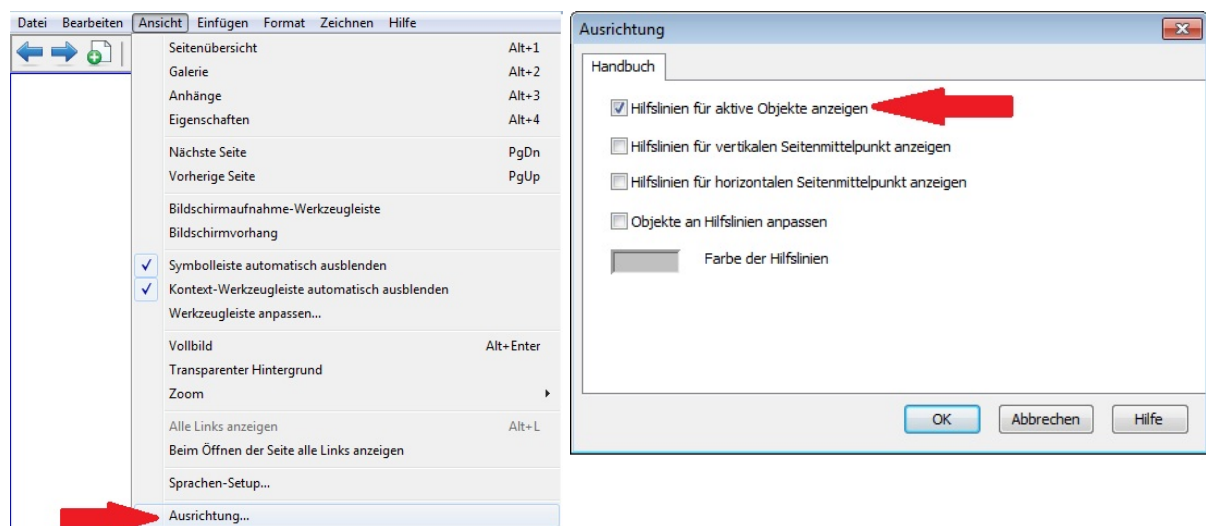 Datei Bearbeiten Ansicht Einfügen Format Zeichnen Hilfe
Seitenübersicht Alt+1
Galerie Alt+2
Anhänge Alt+3
Eigenschaften Alt+4
Nächste Seite PgDn
Vorherige Seite PgUp
Bildschirmaufnahme-Werkzeugleiste
Bildschirmvorhang
Symbolleiste automatisch ausblenden
Kontext-Werkzeugleiste automatisch ausblenden
Werkzeugleiste anpassen...
Vollbild Alt+Enter
Transparenter Hintergrund
Zoom
Alle Links anzeigen Alt+L
Beim Öffnen der Seite alle Links anzeigen
Sprachen-Setup...
Ausrichtung...
Ausrichtung
Handbuch
Hilfslinien für aktive Objekte anzeigen
Hilfslinien für vertikalen Seitenmittelpunkt anzeigen
Hilfslinien für horizontalen Seitenmittelpunkt anzeigen
Objekte an Hilfslinien anpassen
Farbe der Hilfslinien
OK Abbrechen Hilfe